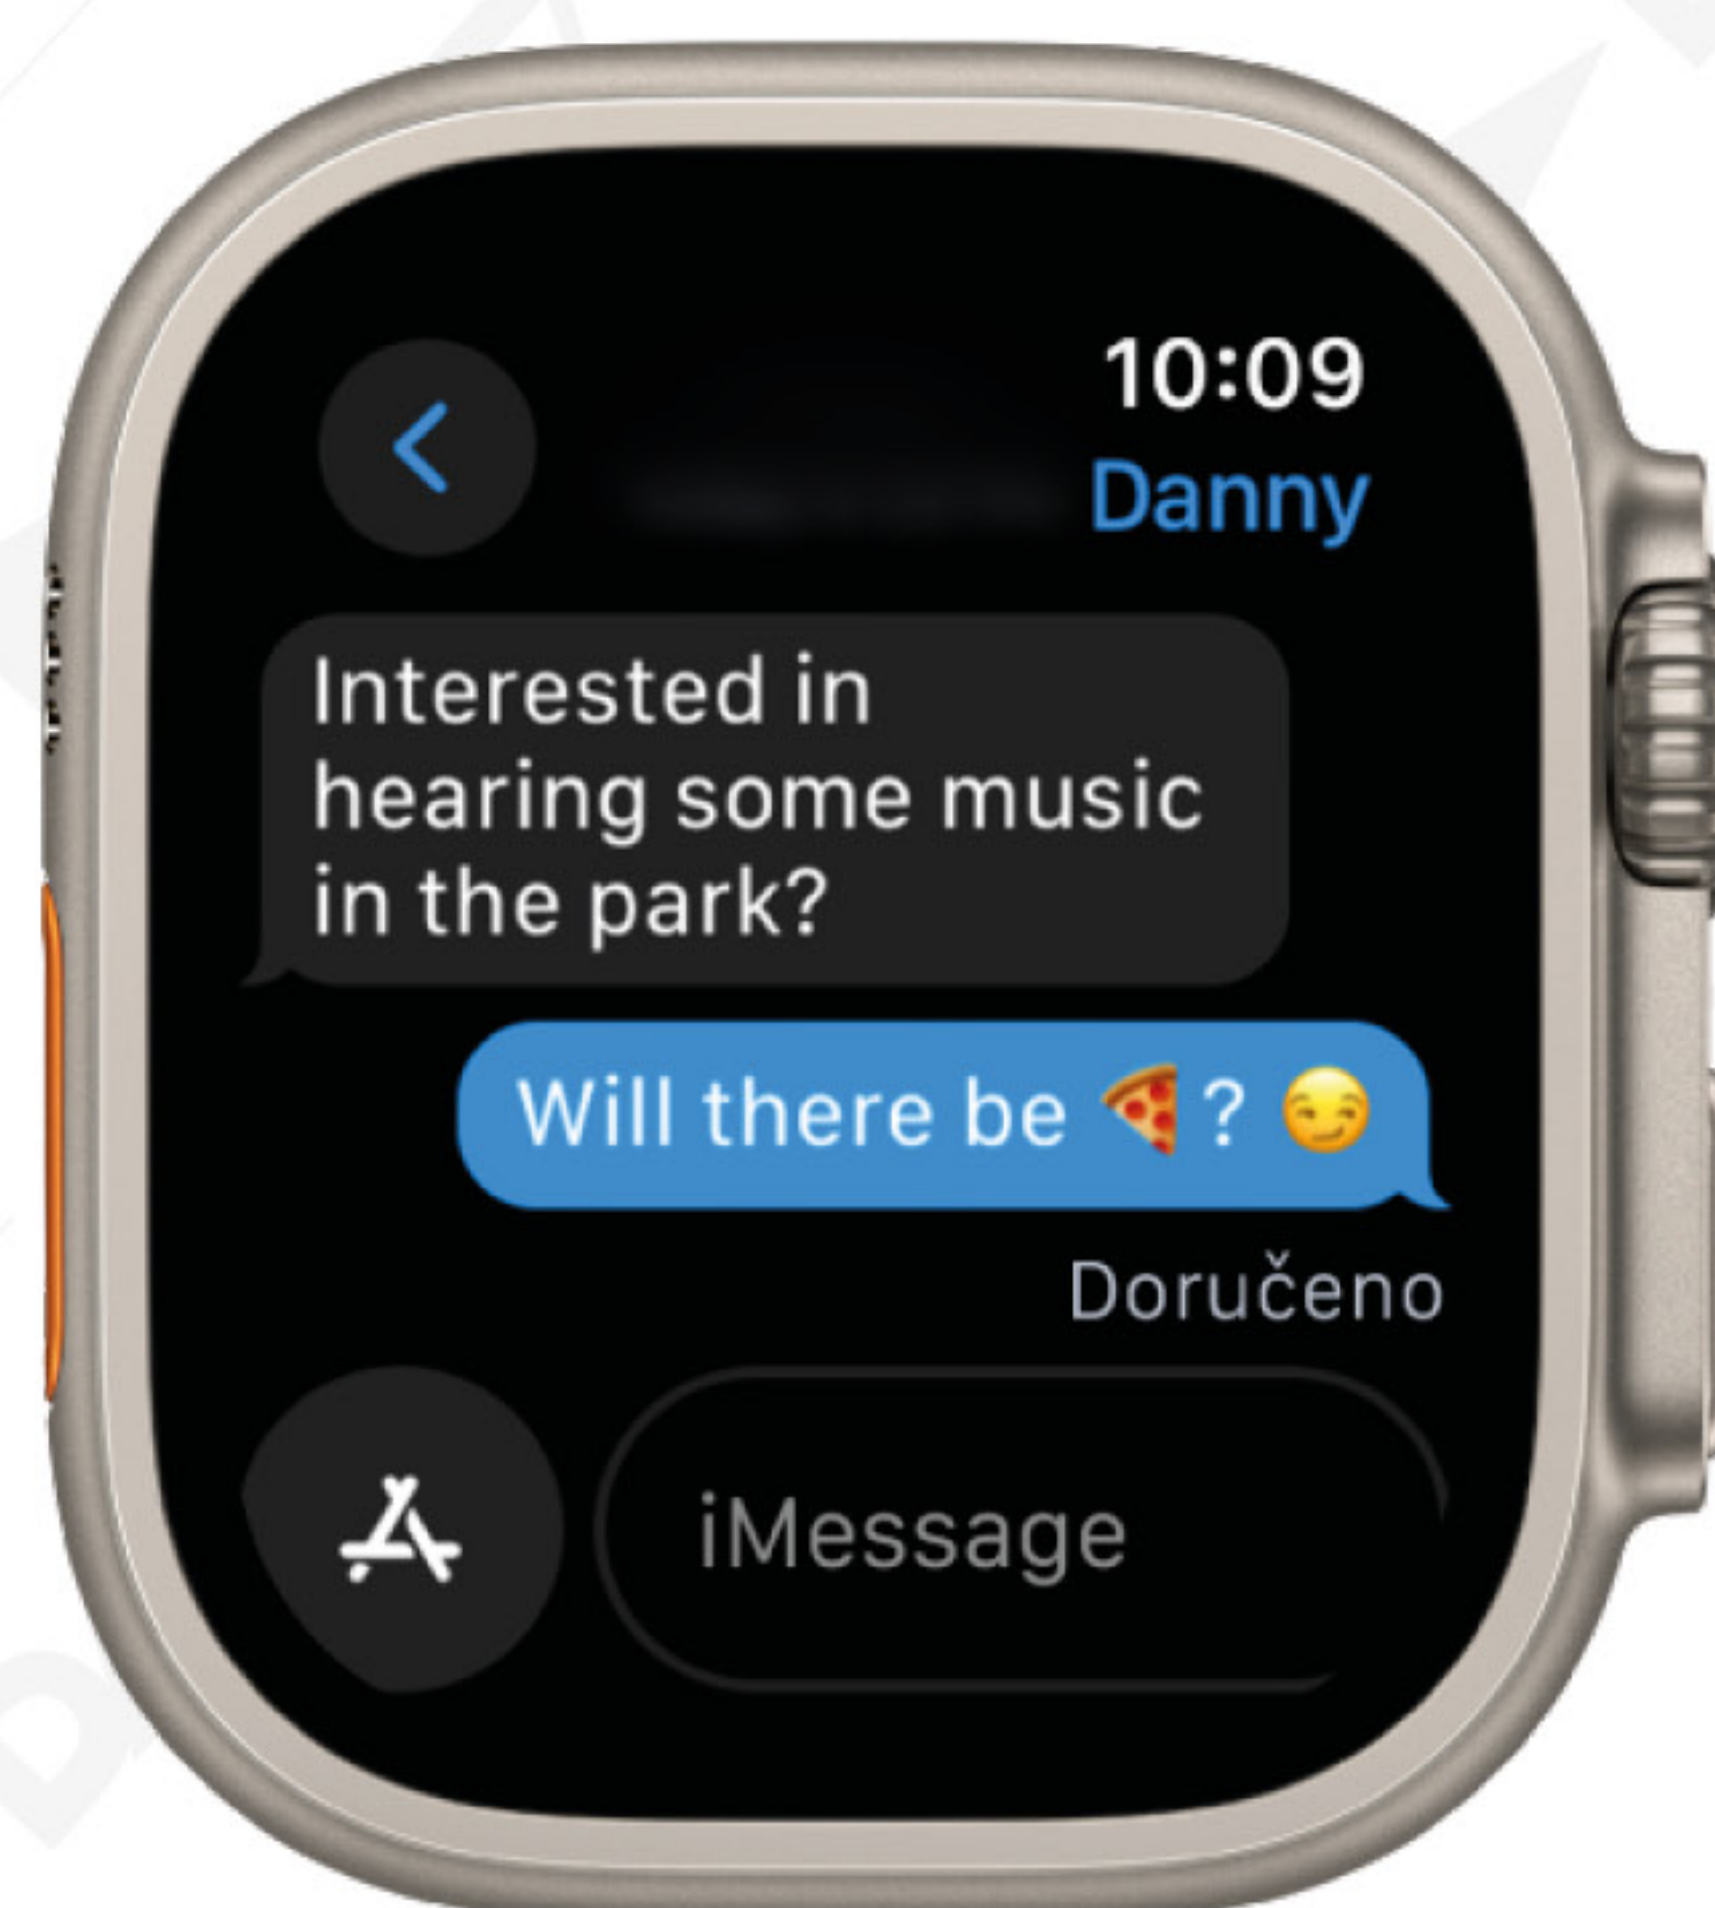 10:09
Danny
Interested in
hearing some music
in the park?
Will there be 🍕? 😏
Doručeno
iMessage